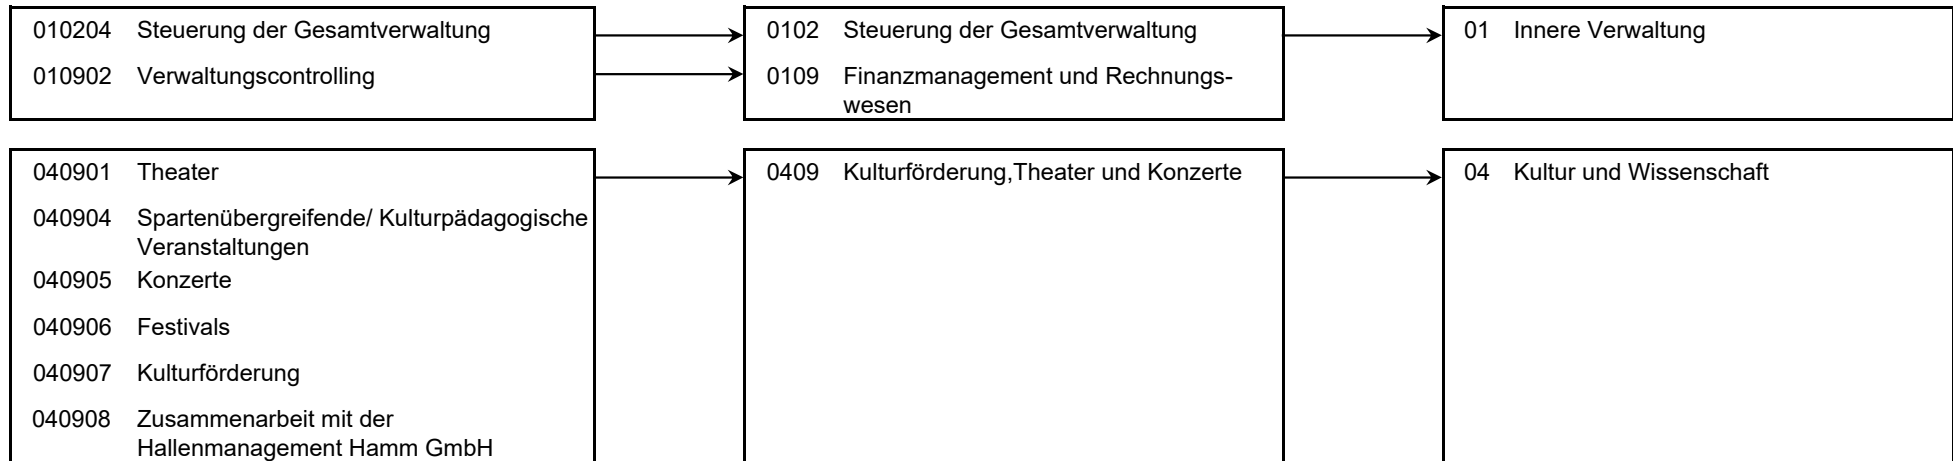 010204 Steuerung der Gesamtverwaltung
010902 Verwaltungscontrolling
0102 Steuerung der Gesamtverwaltung
0109 Finanzmanagement und Rechnungs-
wesen
01 Innere Verwaltung
040901 Theater
040904 Spartenübergreifende/ Kulturpädagogische
Veranstaltungen
040905 Konzerte
040906 Festivals
040907 Kulturförderung
040908 Zusammenarbeit mit der
Hallenmanagement Hamm GmbH
0409 Kulturförderung,Theater und Konzerte
04 Kultur und Wissenschaft